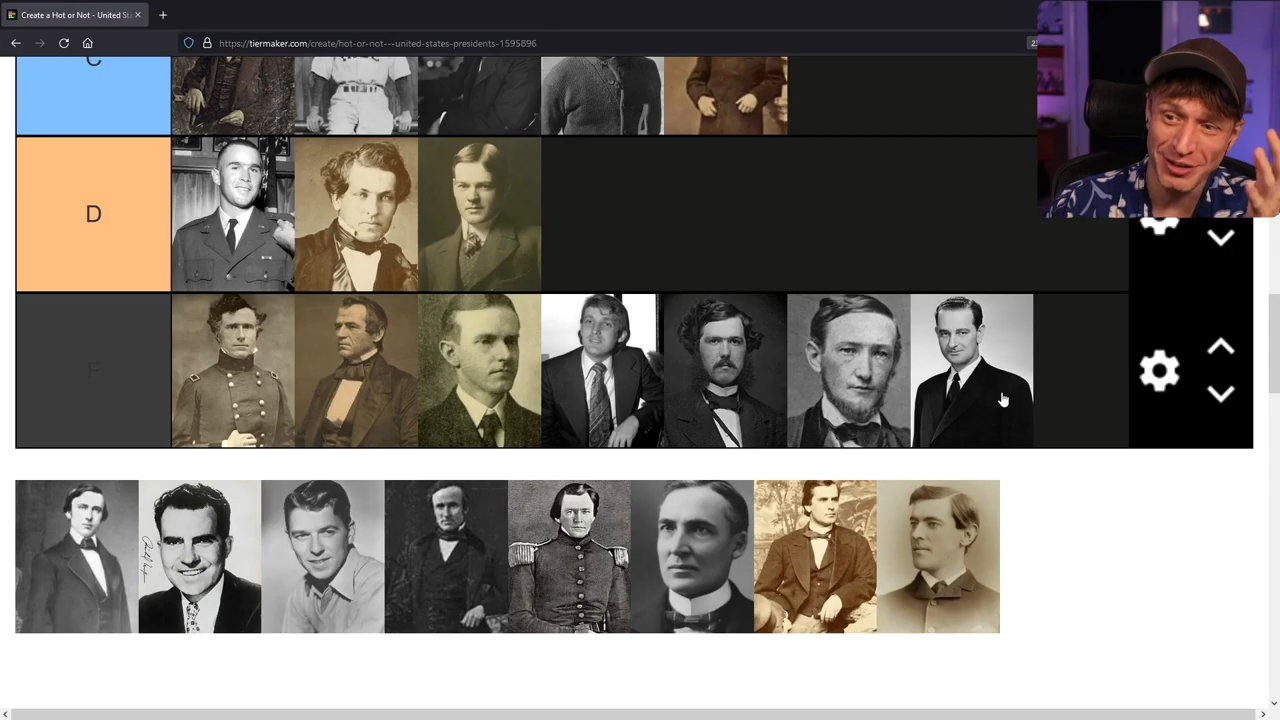 Create a Hot or Not - United St
https://tiermaker.com/create/hot-or-not---united-states-presidents-1595896
C
D
F